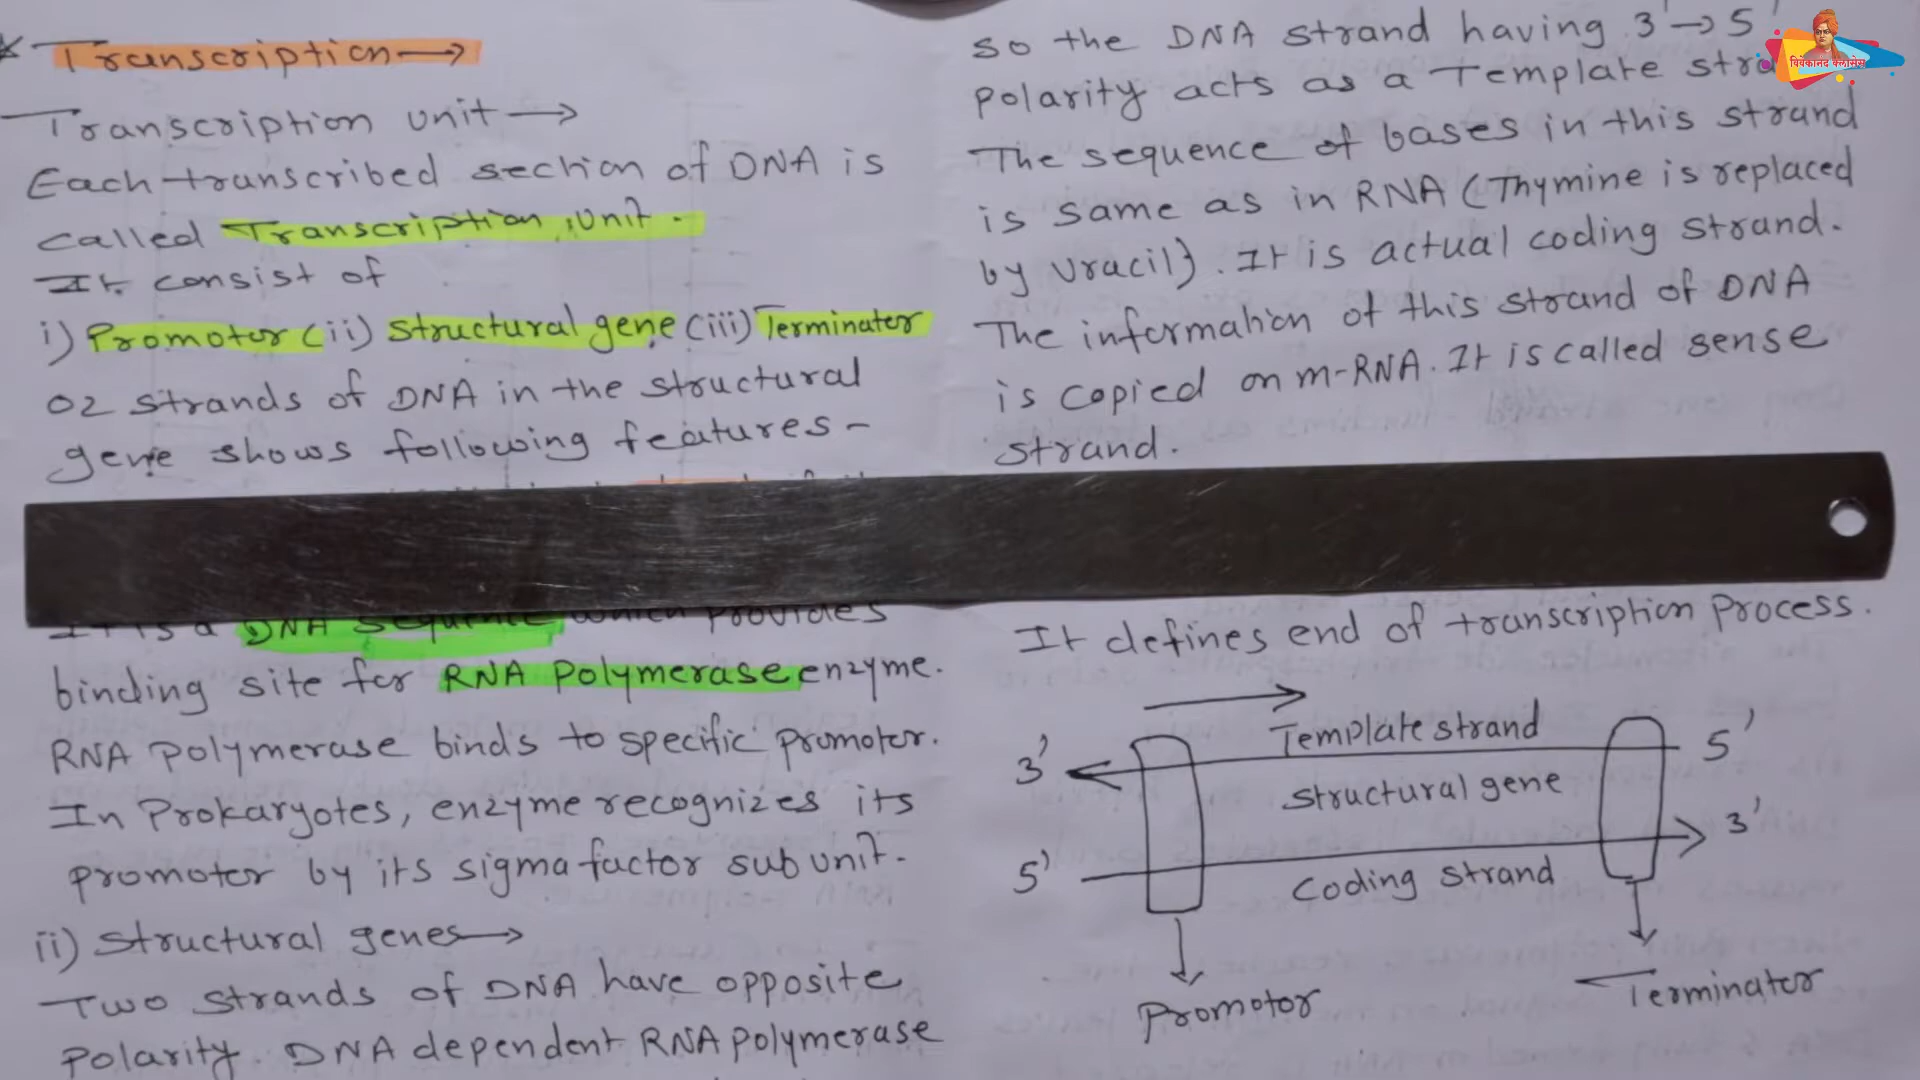 Transcription →
Transcription unit →
Each transcribed section of DNA is
called Transcription unit.
It consist of
i) Promotor (ii) Structural gene (iii) Terminator
02 strands of DNA in the structural
gene shows following features -
It is a DNA sequence which provides
binding site for RNA polymerase enzyme.
RNA polymerase binds to specific promoter.
In Prokaryotes, enzyme recognizes its
promoter by its sigma factor sub unit.
ii) Structural genes →
Two strands of DNA have opposite
Polarity. DNA dependent RNA polymerase
so the DNA strand having 3' → 5'
polarity acts as a Template
The sequence of bases in this strand
is same as in RNA (Thymine is replaced
by Uracil). It is actual coding strand.
The information of this strand of DNA
is copied on m-RNA. It is called sense
strand.
It defines end of transcription process.
Template strand
3' 5'
Structural gene
5' 3'
Coding strand
Promotor
Terminator
विवेकानंद क्लासेस